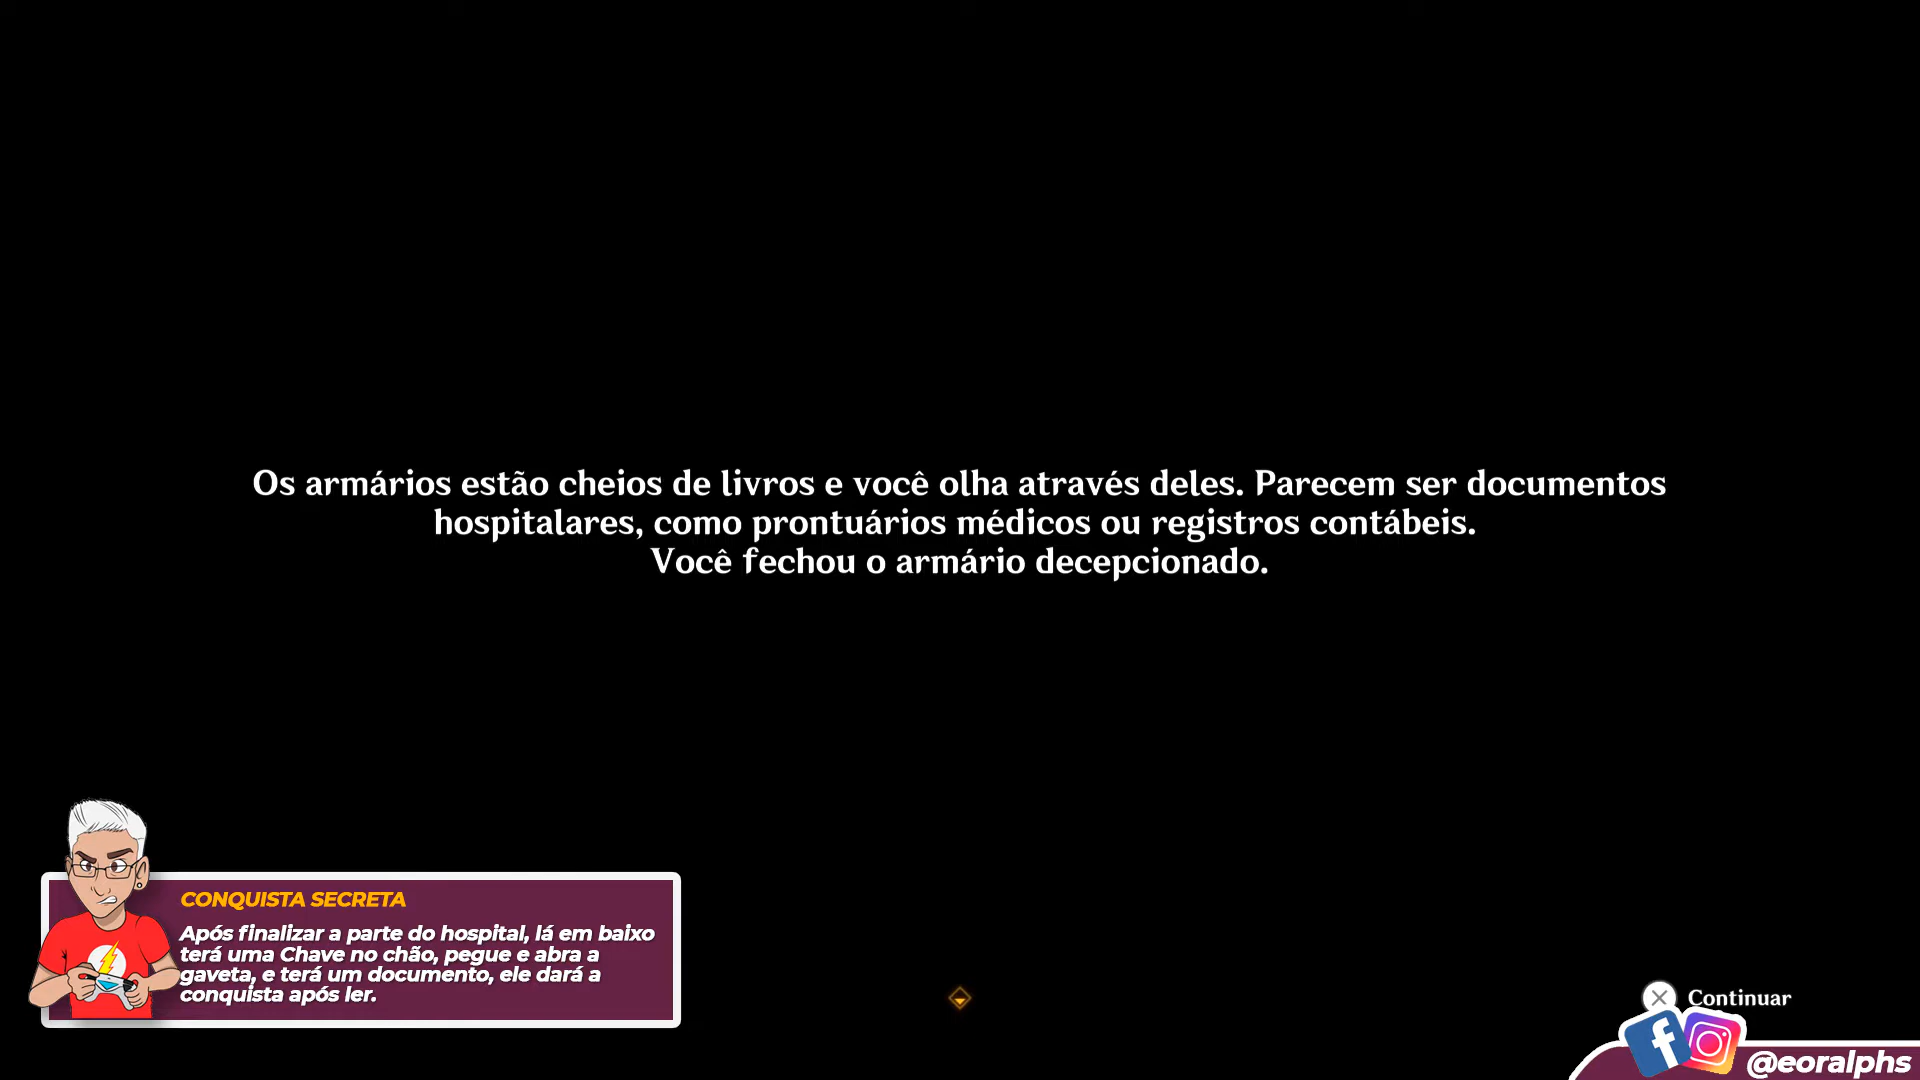 Os armários estão cheios de livros e você olha através deles. Parecem ser documentos
hospitalares, como prontuários médicos ou registros contábeis.
Você fechou o armário decepcionado.
CONQUISTA SECRETA
Após finalizar a parte do hospital, lá em baixo
terá uma Chave no chão, pegue e abra a
gaveta, e terá um documento, ele dará a
conquista após ler.
Continuar
@eoralphs